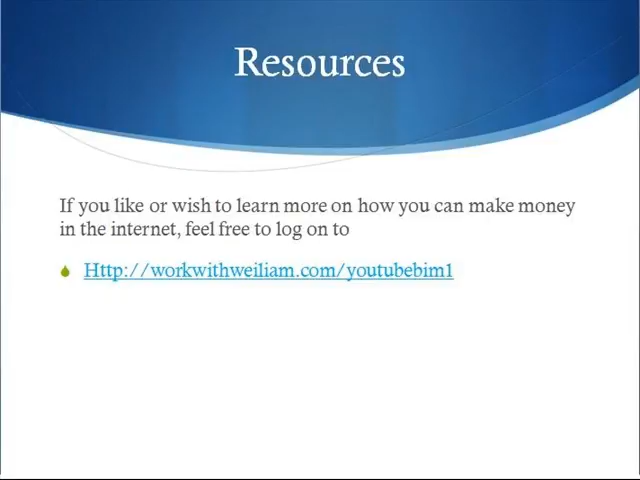 Resources
If you like or wish to learn more on how you can make money
in the internet, feel free to log on to
Http://workwithweiliam.com/youtubebim1